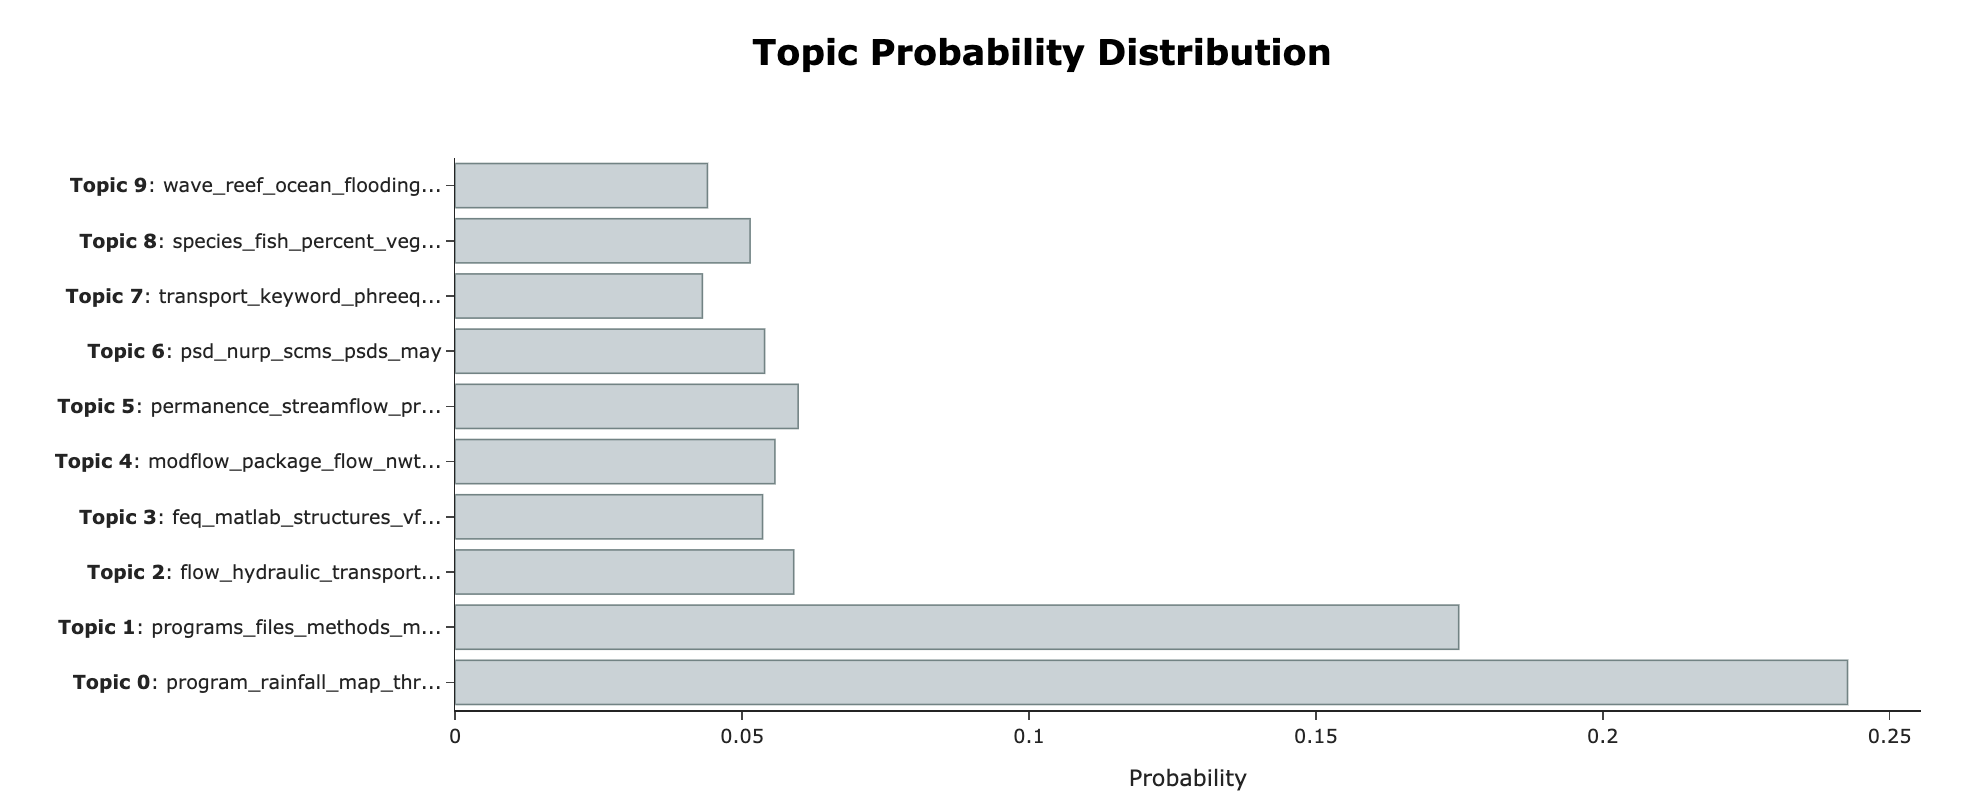 Topic Probability Distribution
Topic 9: wave_reef_ocean_flooding...
Topic 8: species_fish_percent_veg...
Topic 7: transport_keyword_phreeq...
Topic 6: psd_nurp_scms_psds_may
Topic 5: permanence_streamflow_pr...
Topic 4: modflow_package_flow_nwt...
Topic 3: feq_matlab_structures_vf...
Topic 2: flow_hydraulic_transport...
Topic 1: programs_files_methods_m...
Topic 0: program_rainfall_map_thr...
0 0.05 0.1 0.15 0.2 0.25
Probability